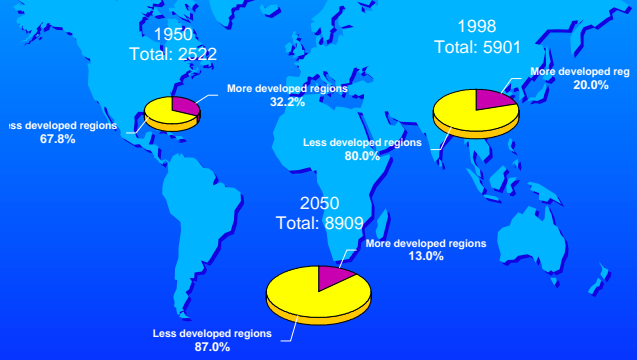 1950
Total: 2522
More developed regions
32.2%
ss developed regions
67.8%
1998
Total: 5901
More developed reg
20.0%
Less developed regions
80.0%
2050
Total: 8909
More developed regions
13.0%
Less developed regions
87.0%